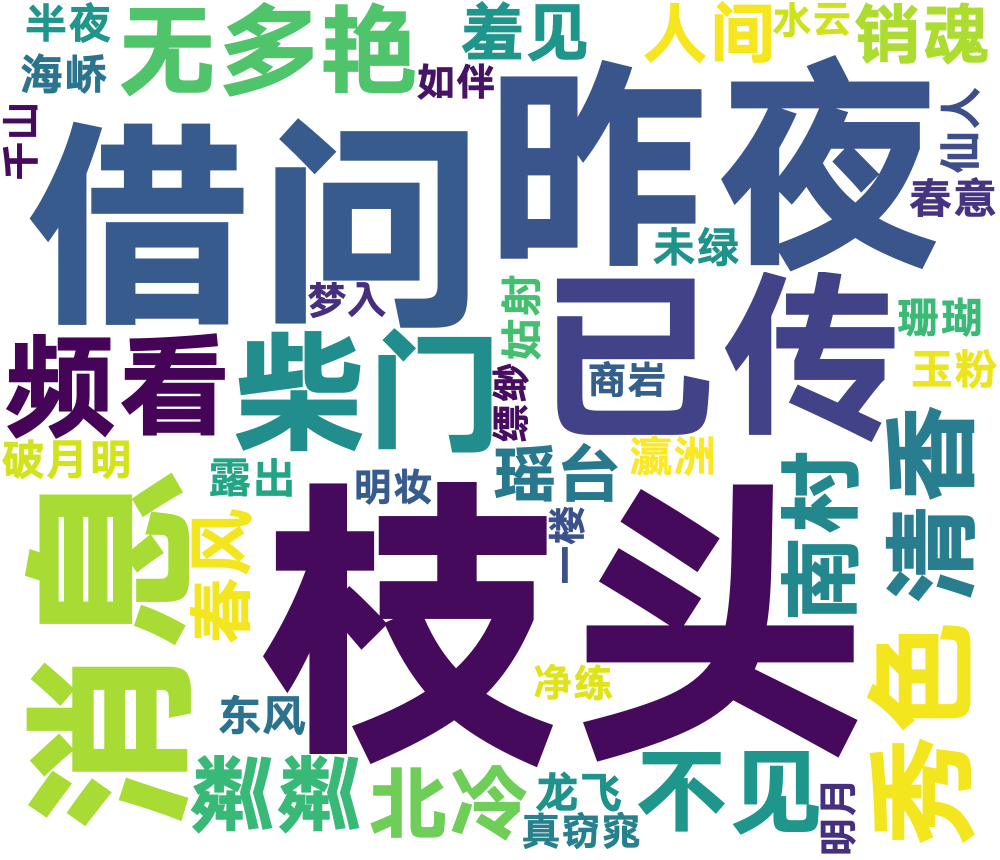 半夜
无多艳
羞见
人间
水云
销魂
海峤
如伴
千山
借问
昨夜
仙人
春意
未绿
梦入
姑射
已传
珊瑚
频看
柴门
缥缈
商岩
玉粉
破月明
露出
明妆
瑶台
瀛洲
清香
消息
春风
枝头
一楼
南村
东风
净练
秀色
粼粼
北冷
龙飞
不见
真窈窕
明月